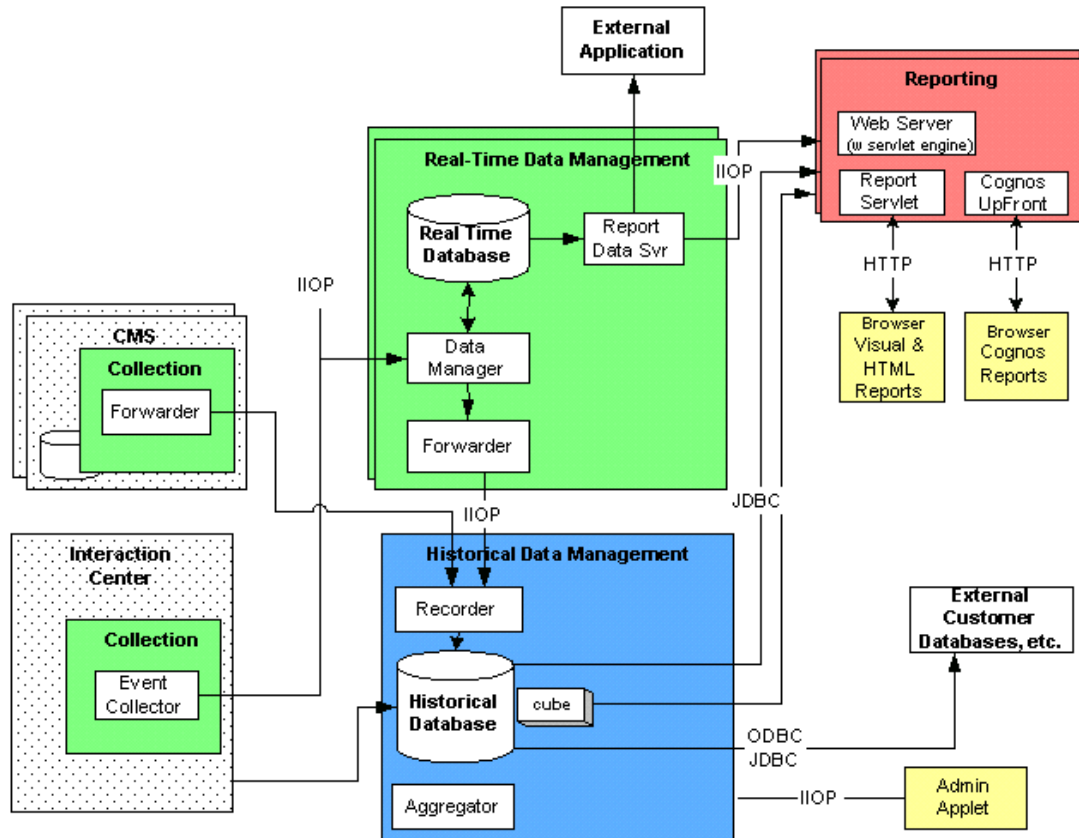 External
Application
Reporting
Web Server
(w servlet engine)
Report
Servlet
Cognos
UpFront
HTTP
HTTP
Browser
Visual &
HTML
Reports
Browser
Cognos
Reports
Real-Time Data Management
Real Time
Database
Report
Data Svr
IIOP
IIOP
Data
Manager
Forwarder
CMS
Collection
Forwarder
IIOP
JDBC
Interaction
Center
Collection
Event
Collector
Historical Data Management
Recorder
Historical
Database
cube
Aggregator
ODBC
JDBC
External
Customer
Databases, etc.
IIOP
Admin
Applet